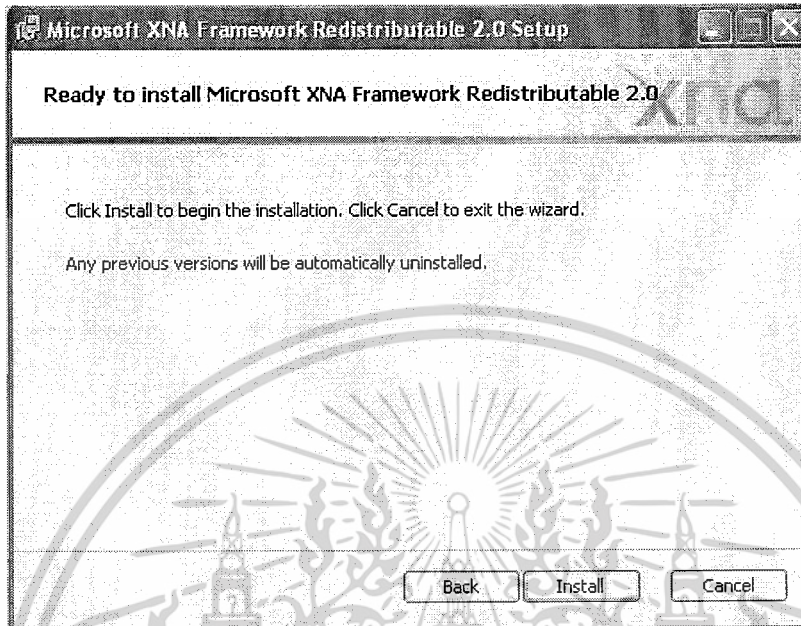 Microsoft XNA Framework Redistributable 2.0 Setup
Ready to install Microsoft XNA Framework Redistributable 2.0
xna
Click Install to begin the installation. Click Cancel to exit the wizard.
Any previous versions will be automatically uninstalled.
Back
Install
Cancel